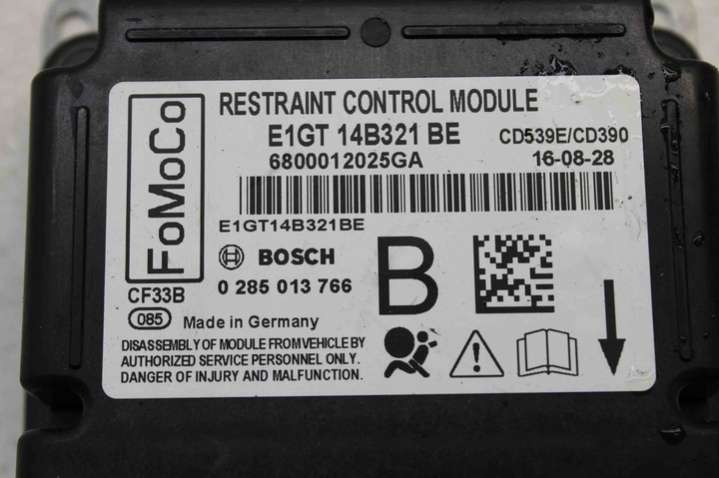 FoMoCo
RESTRAINT CONTROL MODULE
E1GT 14B321 BE CD539E/CD390
6800012025GA 16-08-28
E1GT14B321BE
BOSCH
B
CF33B 0 285 013 766
085 Made in Germany
DISASSEMBLY OF MODULE FROM VEHICLE BY
AUTHORIZED SERVICE PERSONNEL ONLY.
DANGER OF INJURY AND MALFUNCTION.